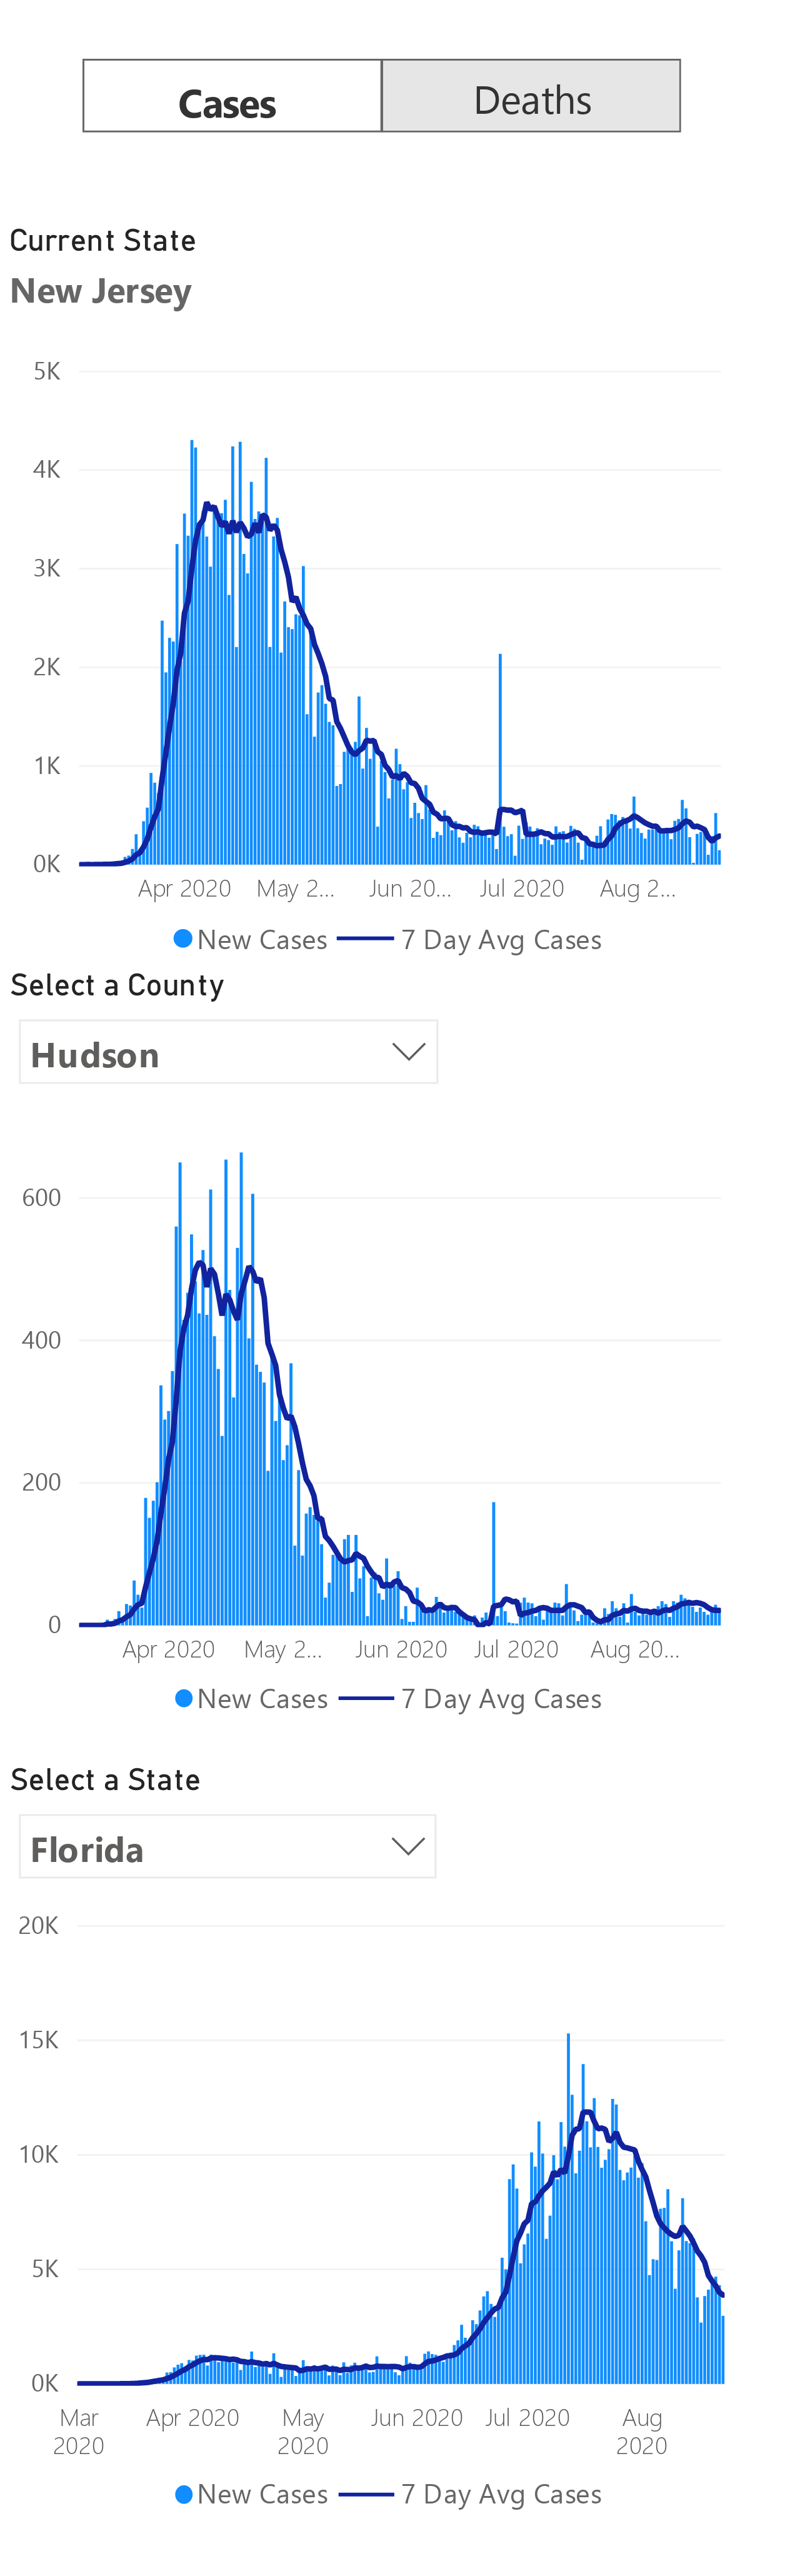 Cases Deaths
Current State
New Jersey
5K
4K
3K
2K
1K
0K
Apr 2020 May 2... Jun 20... Jul 2020 Aug 2...
New Cases 7 Day Avg Cases
Select a County
Hudson
600
400
200
0
Apr 2020 May 2... Jun 2020 Jul 2020 Aug 20...
New Cases 7 Day Avg Cases
Select a State
Florida
20K
15K
10K
5K
0K
Mar Apr 2020 May Jun 2020 Jul 2020 Aug
2020 2020 2020
New Cases 7 Day Avg Cases